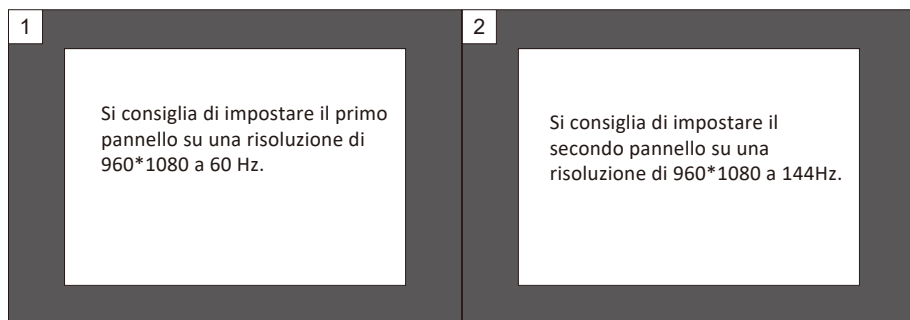 1
Si consiglia di impostare il primo
pannello su una risoluzione di
960*1080 a 60 Hz.
2
Si consiglia di impostare il
secondo pannello su una
risoluzione di 960*1080 a 144Hz.